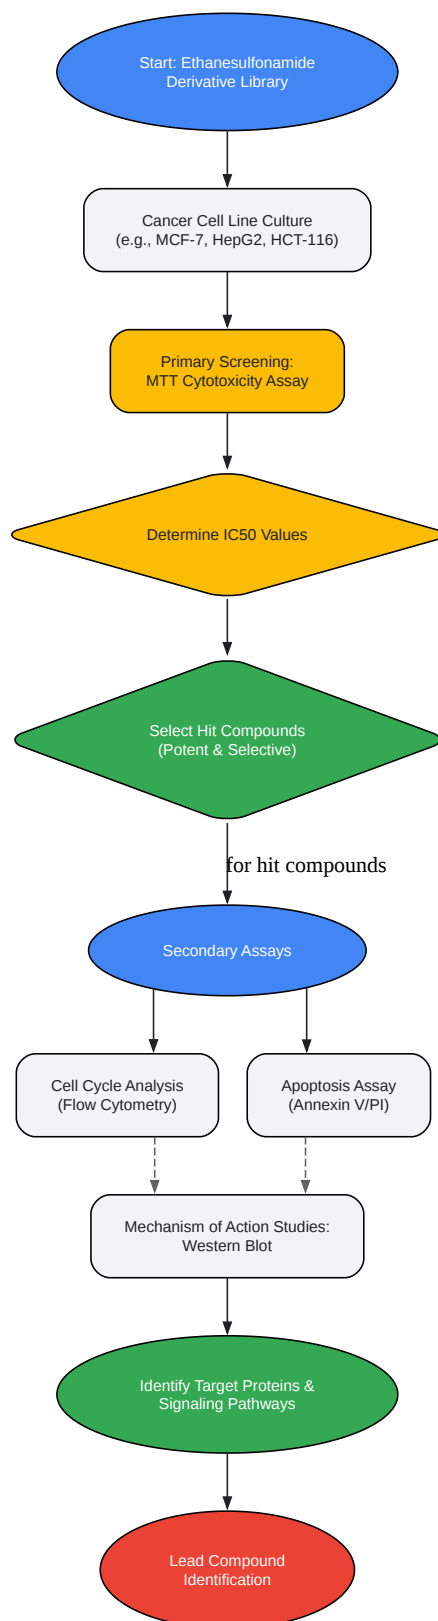 Start: Ethanesulfonamide
Derivative Library
Cancer Cell Line Culture
(e.g., MCF-7, HepG2, HCT-116)
Primary Screening:
MTT Cytotoxicity Assay
Determine IC50 Values
Select Hit Compounds
(Potent & Selective)
for hit compounds
Secondary Assays
Cell Cycle Analysis
(Flow Cytometry)
Apoptosis Assay
(Annexin V/PI)
Mechanism of Action Studies:
Western Blot
Identify Target Proteins &
Signaling Pathways
Lead Compound
Identification